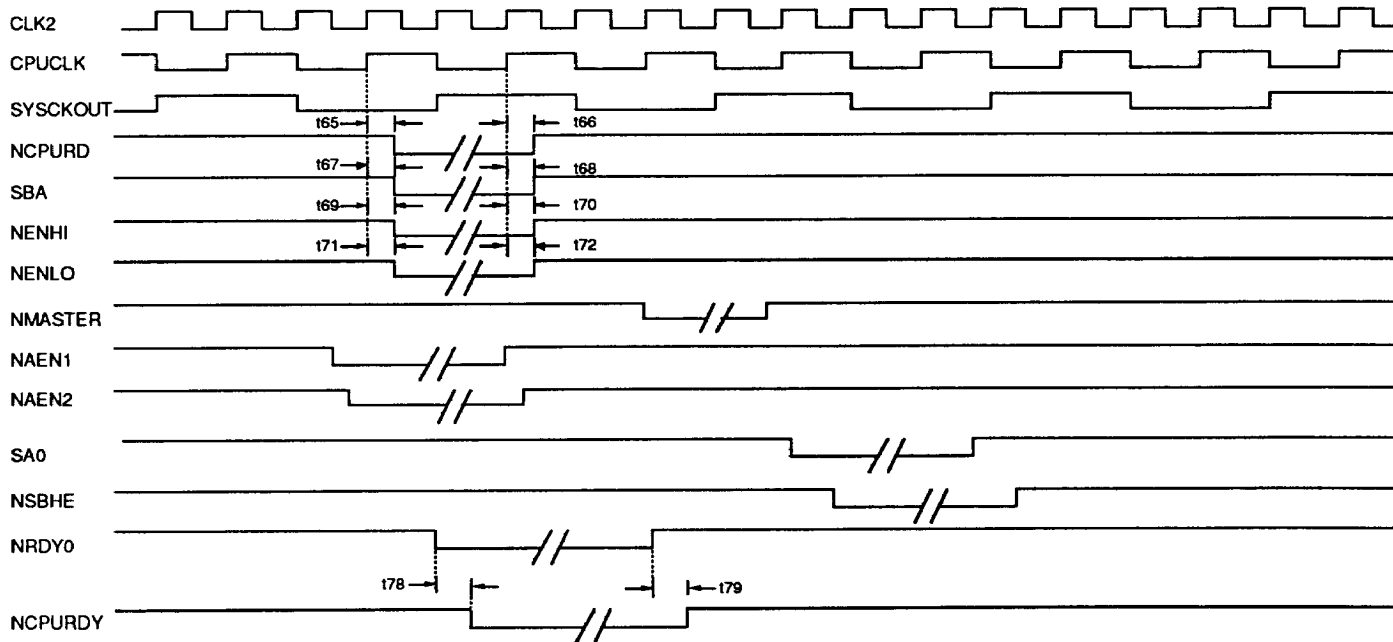 CLK2
CPUCLK
SYSCKOUT
t65 t66
NCPURD
t67 t68
SBA
t69 t70
NENHI
t71 t72
NENLO
NMASTER
NAEN1
NAEN2
SA0
NSBHE
NRDY0
t78 t79
NCPURDY